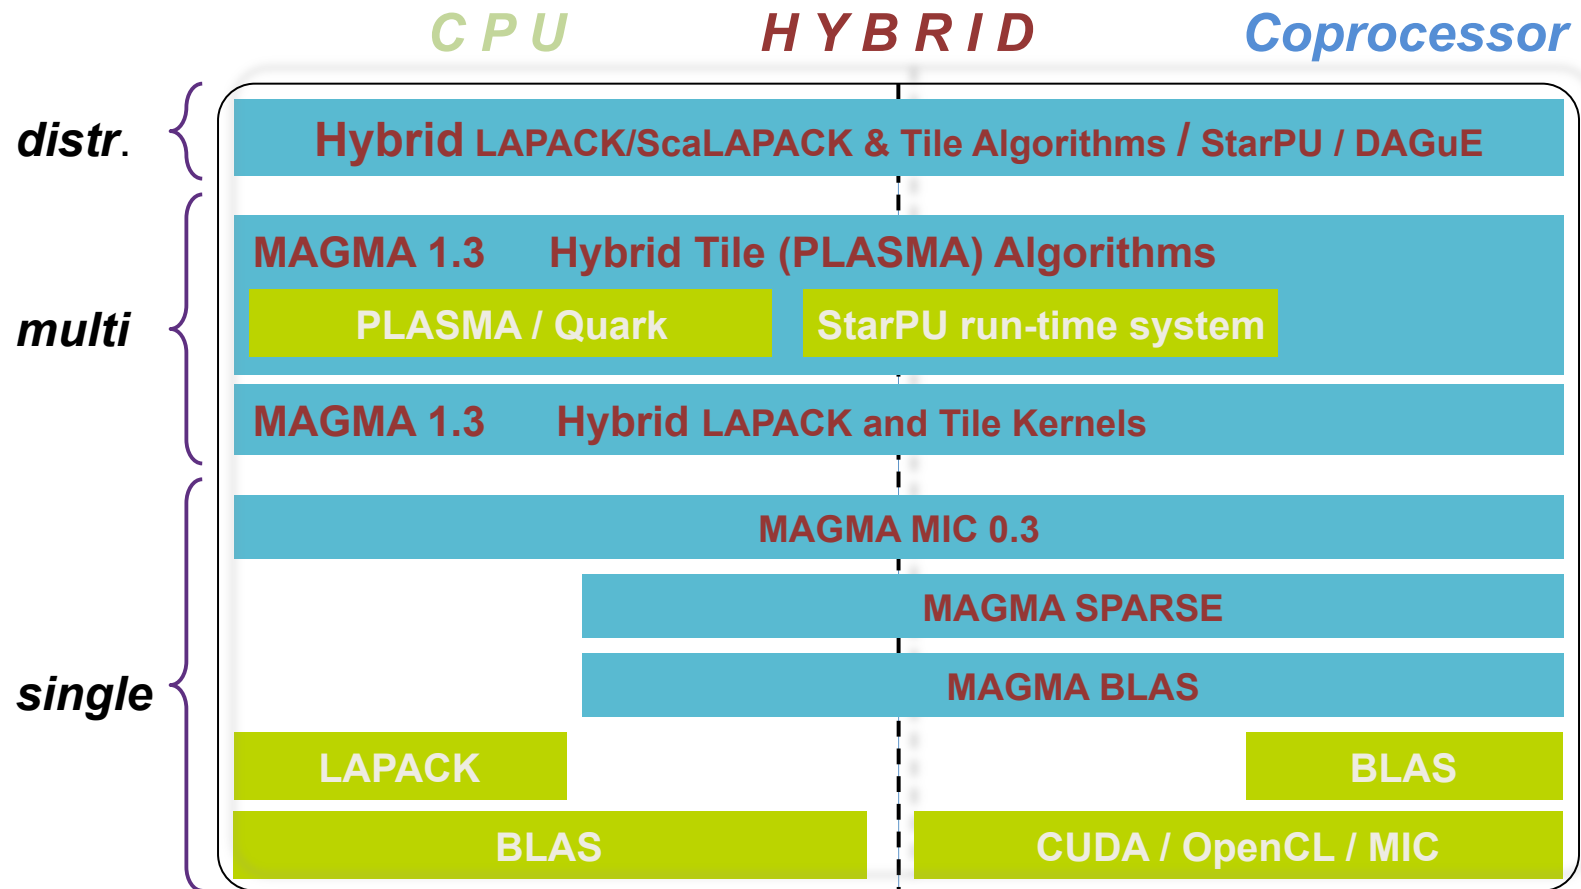 C P U H Y B R I D Coprocessor
distr. Hybrid LAPACK/ScaLAPACK & Tile Algorithms / StarPU / DAGuE
MAGMA 1.3 Hybrid Tile (PLASMA) Algorithms
multi PLASMA / Quark StarPU run-time system
MAGMA 1.3 Hybrid LAPACK and Tile Kernels
MAGMA MIC 0.3
MAGMA SPARSE
single MAGMA BLAS
LAPACK BLAS
BLAS CUDA / OpenCL / MIC